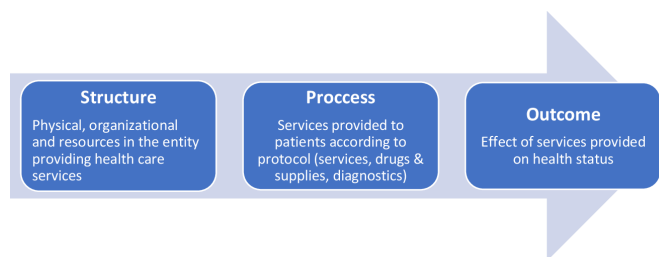 Structure
Physical, organizational
and resources in the entity
providing health care
services
Proccess
Services provided to
patients according to
protocol (services, drugs &
supplies, diagnostics)
Outcome
Effect of services provided
on health status